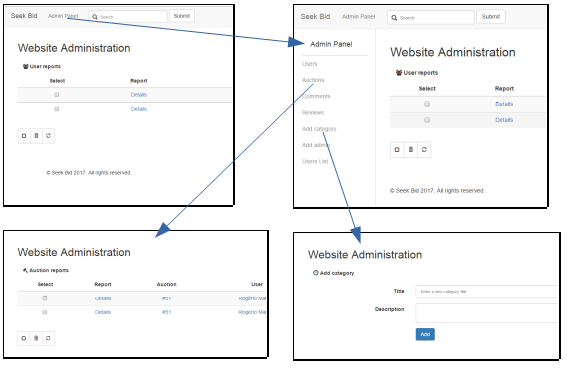 Seek Bid Admin Panel Search Submit
Website Administration
User reports
Select Report
Details
Details
© Seek Bid 2017. All rights reserved.
Seek Bid Admin Panel Search Submit
Admin Panel
Users
Auctions
Comments
Reviews
Add category
Add admin
Users List
Website Administration
User reports
Select Report
Details
Details
© Seek Bid 2017. All rights reserved.
Website Administration
Auction reports
Select Report Auction User
Details #51 Rogério Ma
Details #51 Rogério Ma
Website Administration
Add category
Title Enter a new category title
Description
Add